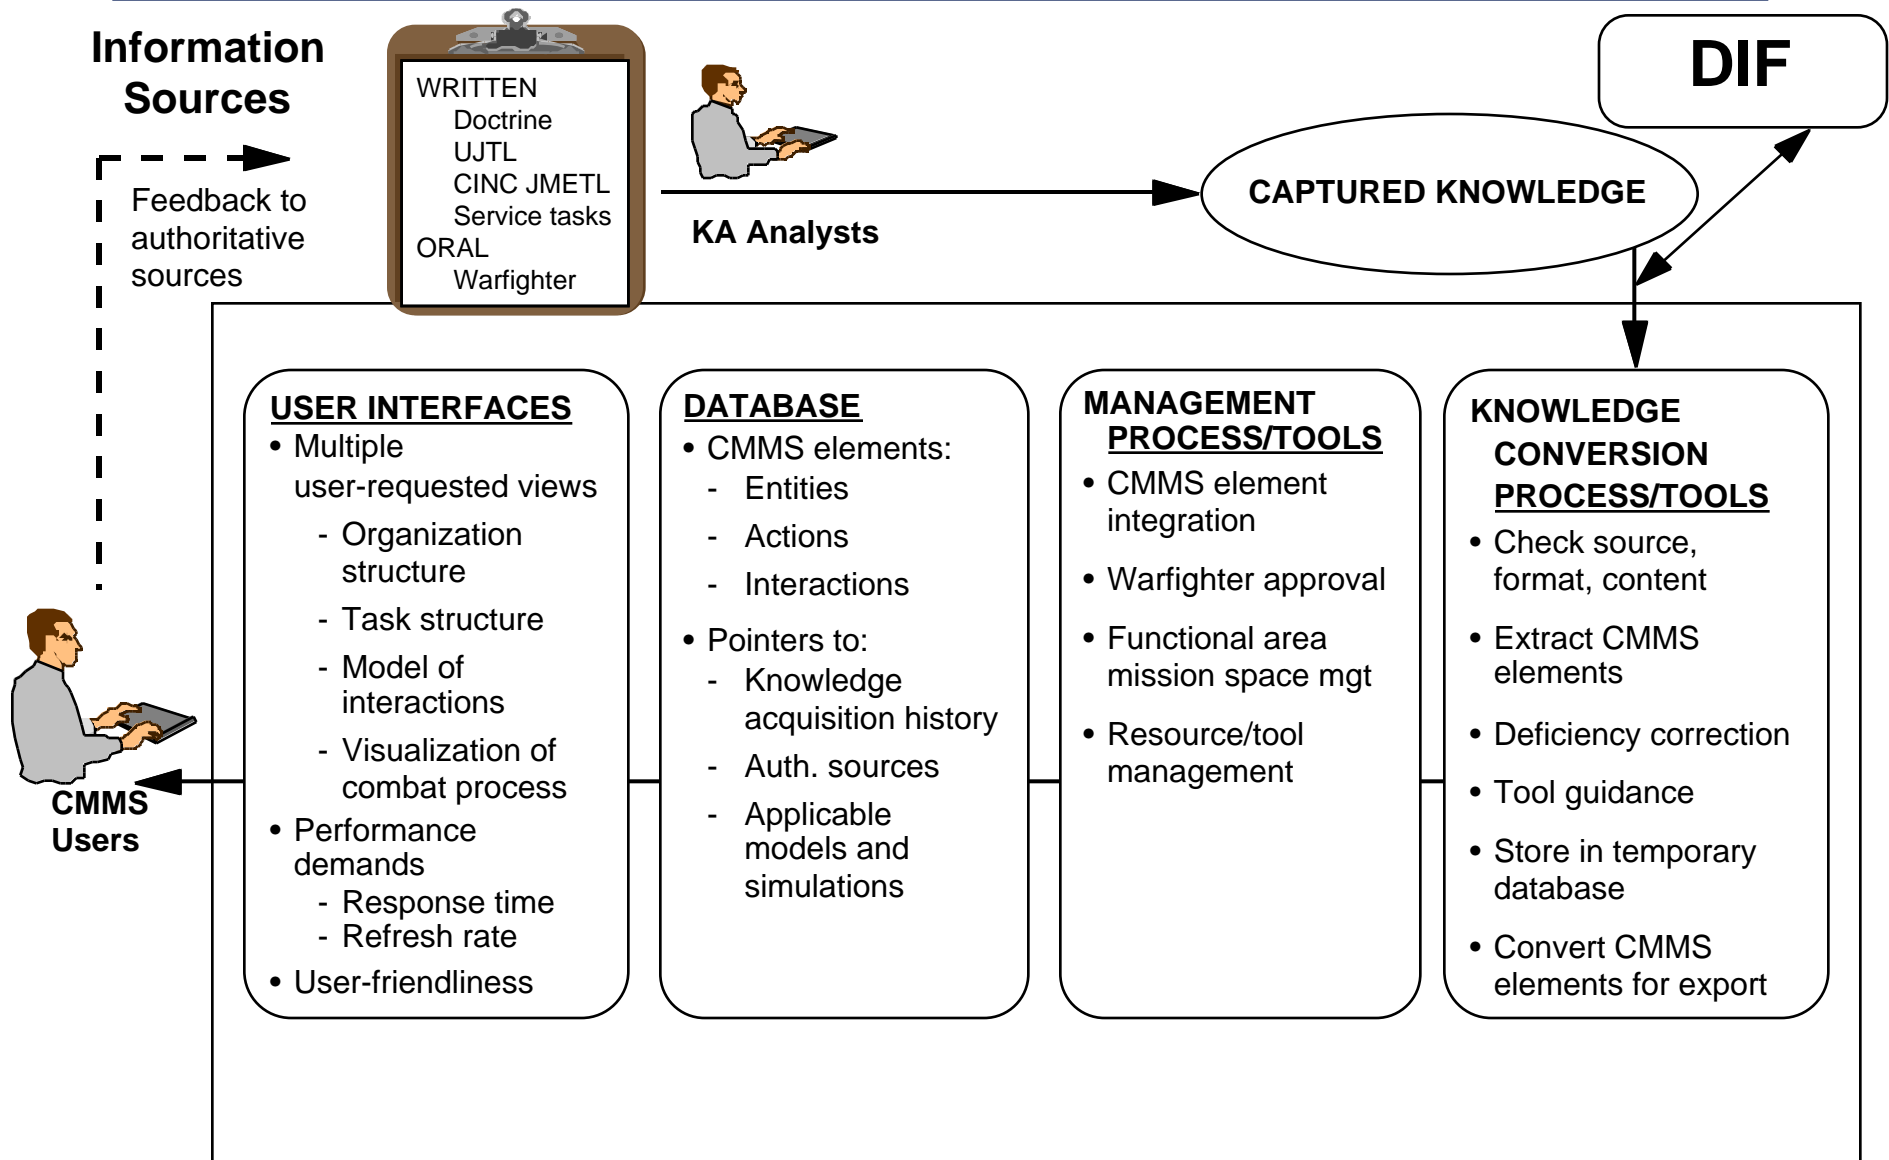 Information
Sources
WRITTEN
Doctrine
UJTL
CINC JMETL
Service tasks
ORAL
Warfighter
DIF
KA Analysts
CAPTURED KNOWLEDGE
Feedback to
authoritative
sources
CMMS
Users
USER INTERFACES
• Multiple
user-requested views
- Organization
structure
- Task structure
- Model of
interactions
- Visualization of
combat process
• Performance
demands
- Response time
- Refresh rate
• User-friendliness
DATABASE
• CMMS elements:
- Entities
- Actions
- Interactions
• Pointers to:
- Knowledge
acquisition history
- Auth. sources
- Applicable
models and
simulations
MANAGEMENT
PROCESS/TOOLS
• CMMS element
integration
• Warfighter approval
• Functional area
mission space mgt
• Resource/tool
management
KNOWLEDGE
CONVERSION
PROCESS/TOOLS
• Check source,
format, content
• Extract CMMS
elements
• Deficiency correction
• Tool guidance
• Store in temporary
database
• Convert CMMS
elements for export